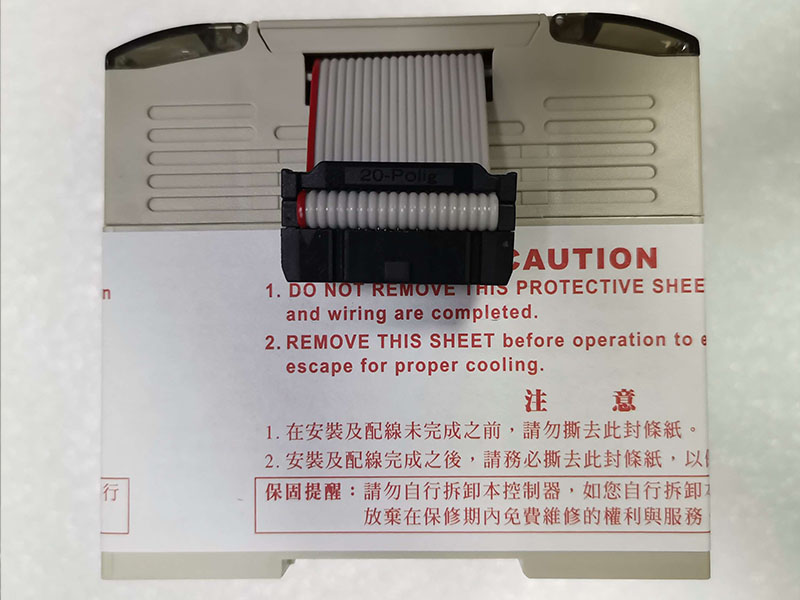 20-Polig
CAUTION
1. DO NOT REMOVE THIS PROTECTIVE SHEE
n
and wiring are completed.
2. REMOVE THIS SHEET before operation to e
escape for proper cooling.
注 意
1. 在安裝及配線未完成之前，請勿撕去此封條紙。
2. 安裝及配線完成之後，請務必撕去此封條紙，以
行
保固提醒：請勿自行拆卸本控制器，如您自行拆卸
放棄在保修期內免費維修的權利與服務